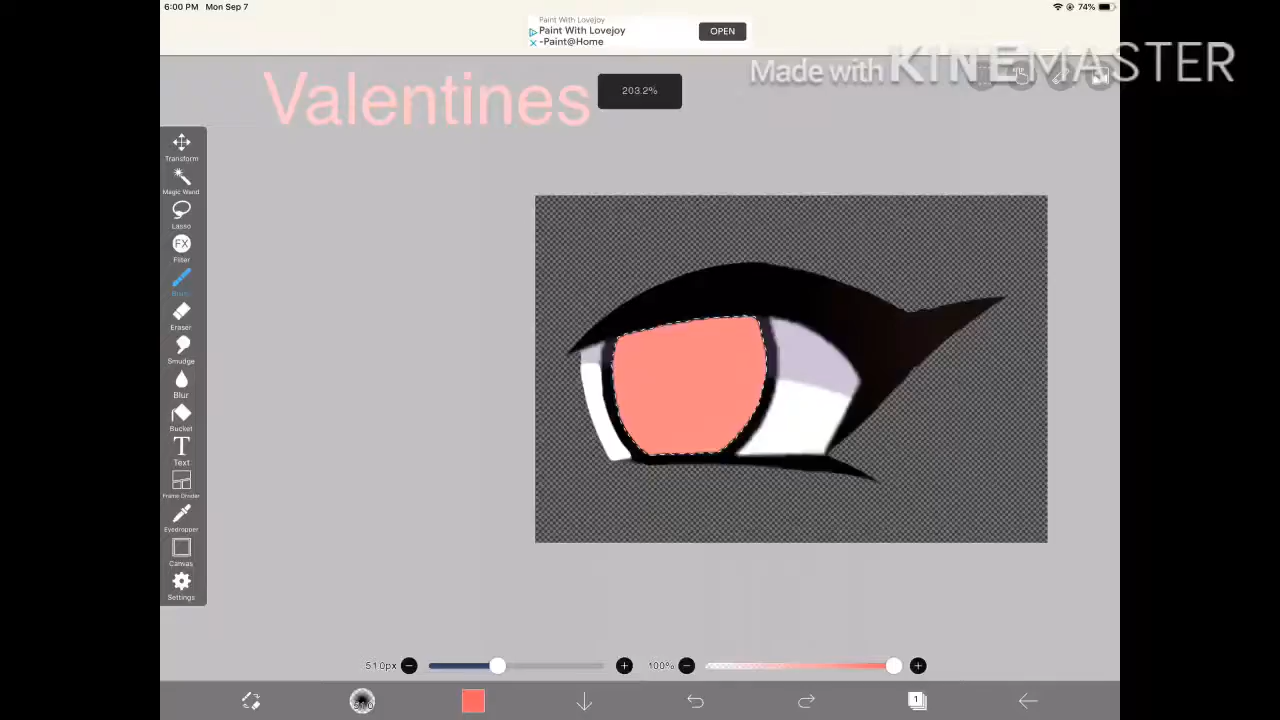 6:00 PM Mon Sep 7
74%
Paint With Lovejoy
Paint With Lovejoy
-Paint@Home
OPEN
Made with KINEMASTER
Valentines
203.2%
Transform
Magic Wand
Lasso
FX
Filter
Brush
Eraser
Smudge
Blur
Bucket
T
Text
Frame Divider
Eyedropper
Canvas
Settings
510px
100%
1